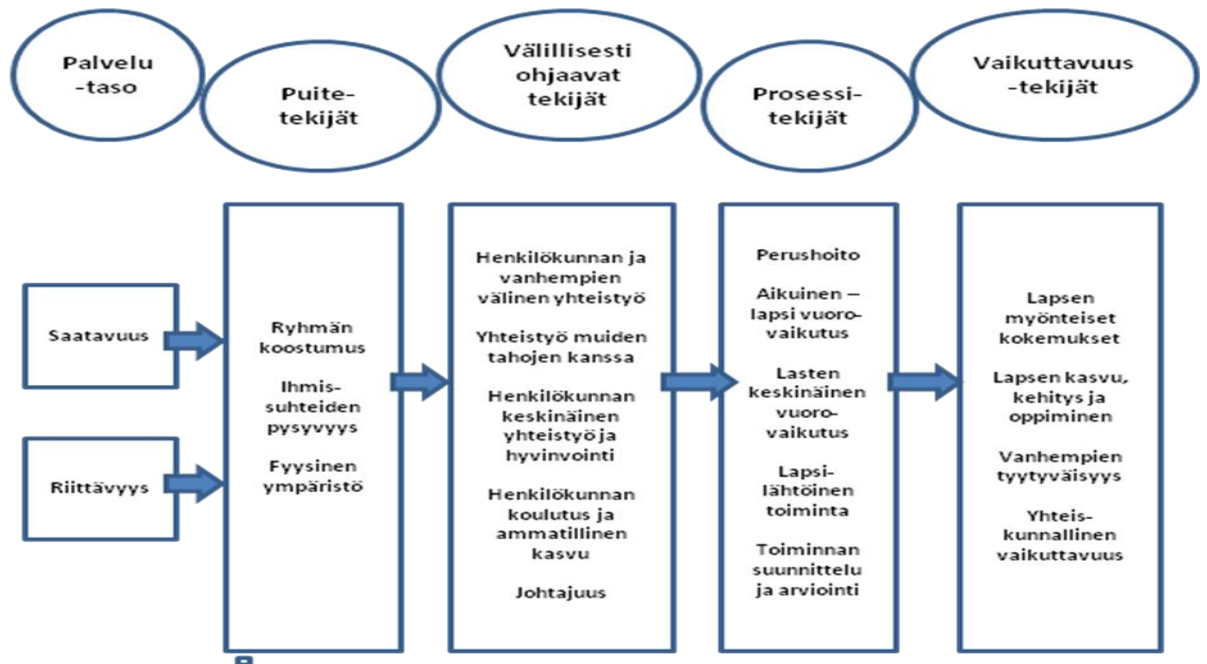 Palvelu
-taso
Puite-
tekijät
Välillisesti
ohjaavat
tekijät
Prosessi-
tekijät
Vaikuttavuus
-tekijät
Saatavuus
Riittävyys
Ryhmän
koostumus
Ihmis-
suhteiden
pysyvyys
Fyysinen
ympäristö
Henkilökunnan ja
vanhempien
välinen yhteistyö
Yhteistyö muiden
tahojen kanssa
Henkilökunnan
keskinäinen
yhteistyö ja
hyvinvointi
Henkilökunnan
koulutus ja
ammatillinen
kasvu
Johtajuus
Perushoito
Aikuinen –
lapsi vuoro-
vaikutus
Lasten
keskinäinen
vuoro-
vaikutus
Lapsi-
lähtöinen
toiminta
Toiminnan
suunnittelu
ja arviointi
Lapsen
myönteiset
kokemukset
Lapsen kasvu,
kehitys ja
oppiminen
Vanhempien
tyytyväisyys
Yhteis-
kunnallinen
vaikuttavuus